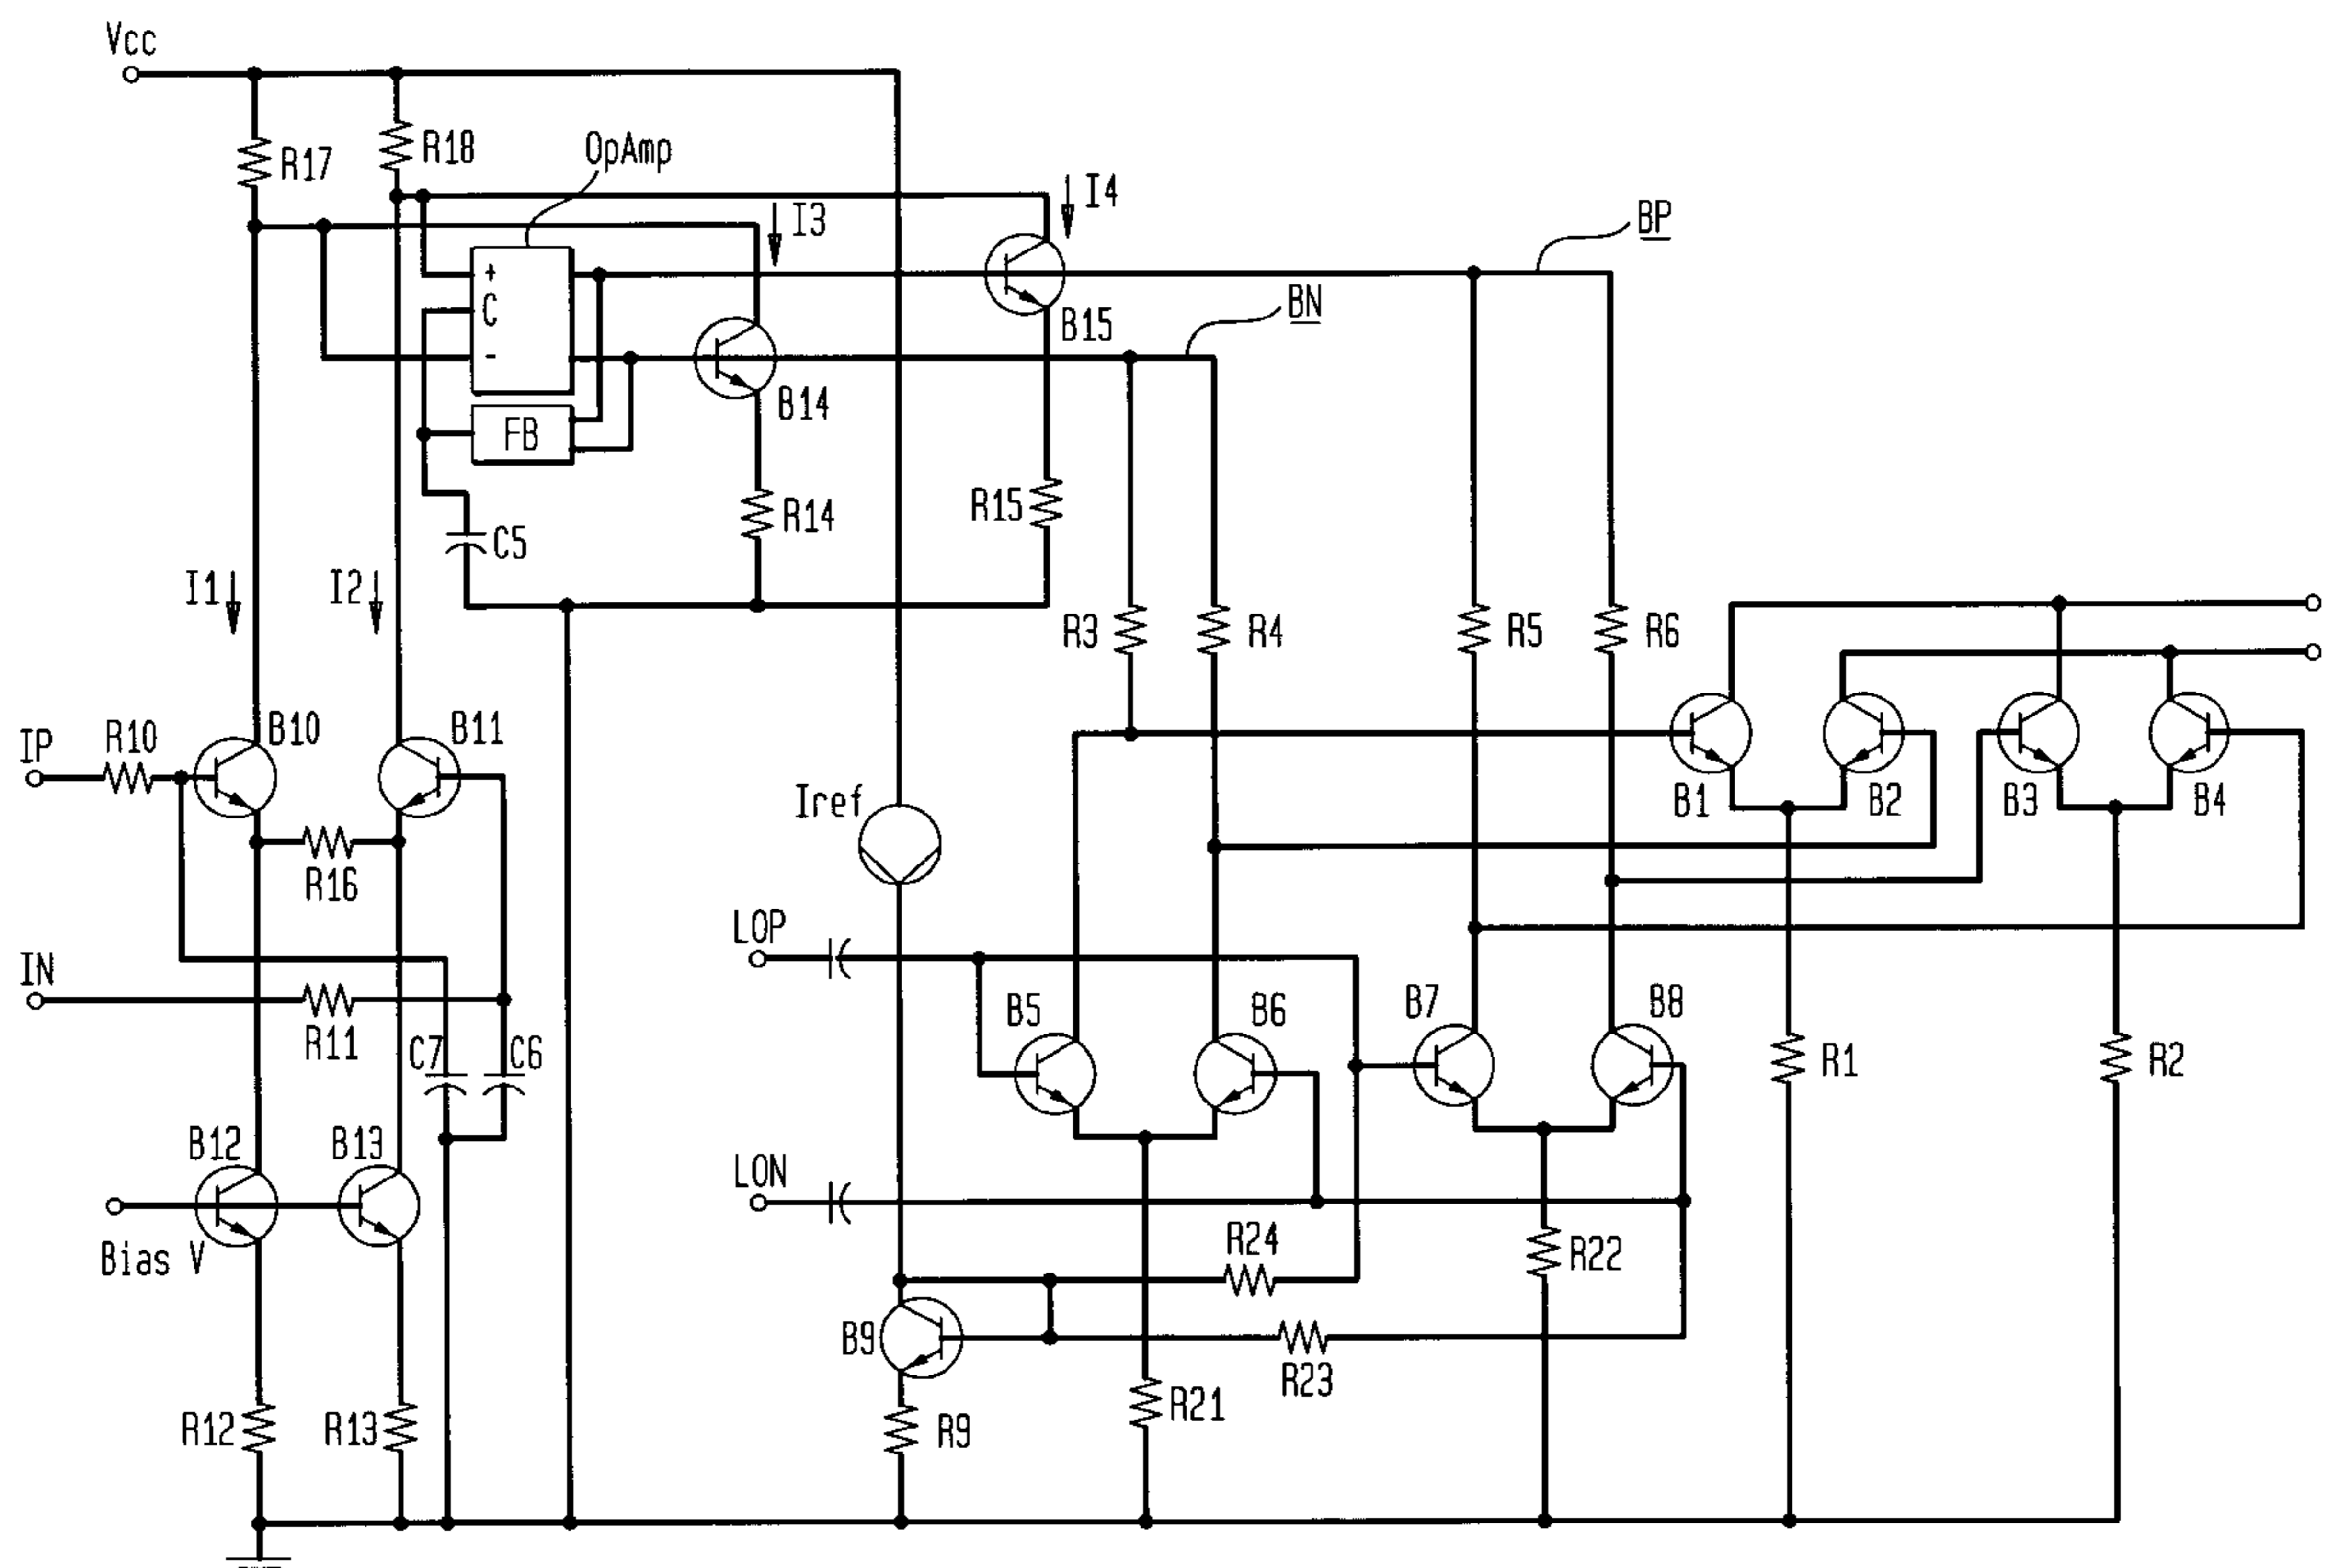 Vcc
R17
R18
OpAmp
I3
I4
BP
+
C
-
BN
B15
B14
FB
R14
R15
C5
I1
I2
R3
R4
R5
R6
IP
R10
B10
B11
B1
B2
B3
B4
Iref
R16
LOP
IN
R11
C7
C6
B5
B6
B7
B8
R1
R2
B12
B13
LON
Bias V
R24
R22
B9
R23
R21
R12
R13
R9